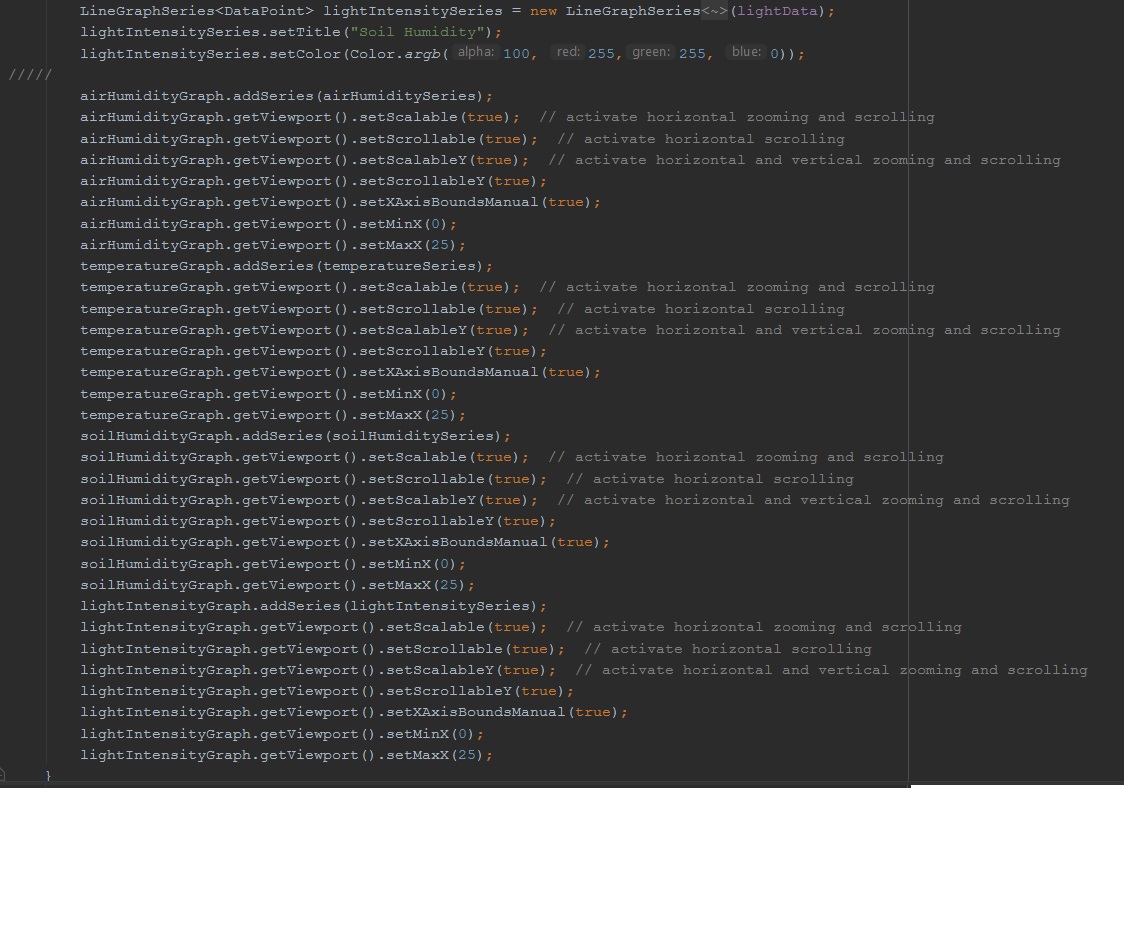 LineGraphSeries<DataPoint> lightIntensitySeries = new LineGraphSeries<~>(lightData);
lightIntensitySeries.setTitle("Soil Humidity");
lightIntensitySeries.setColor(Color.argb( alpha: 100, red: 255, green: 255, blue: 0));
/////
airHumidityGraph.addSeries(airHumiditySeries);
airHumidityGraph.getViewport().setScalable(true);  // activate horizontal zooming and scrolling
airHumidityGraph.getViewport().setScrollable(true);  // activate horizontal scrolling
airHumidityGraph.getViewport().setScalableY(true);  // activate horizontal and vertical zooming and scrolling
airHumidityGraph.getViewport().setScrollableY(true);
airHumidityGraph.getViewport().setXAxisBoundsManual(true);
airHumidityGraph.getViewport().setMinX(0);
airHumidityGraph.getViewport().setMaxX(25);
temperatureGraph.addSeries(temperatureSeries);
temperatureGraph.getViewport().setScalable(true);  // activate horizontal zooming and scrolling
temperatureGraph.getViewport().setScrollable(true);  // activate horizontal scrolling
temperatureGraph.getViewport().setScalableY(true);  // activate horizontal and vertical zooming and scrolling
temperatureGraph.getViewport().setScrollableY(true);
temperatureGraph.getViewport().setXAxisBoundsManual(true);
temperatureGraph.getViewport().setMinX(0);
temperatureGraph.getViewport().setMaxX(25);
soilHumidityGraph.addSeries(soilHumiditySeries);
soilHumidityGraph.getViewport().setScalable(true);  // activate horizontal zooming and scrolling
soilHumidityGraph.getViewport().setScrollable(true);  // activate horizontal scrolling
soilHumidityGraph.getViewport().setScalableY(true);  // activate horizontal and vertical zooming and scrolling
soilHumidityGraph.getViewport().setScrollableY(true);
soilHumidityGraph.getViewport().setXAxisBoundsManual(true);
soilHumidityGraph.getViewport().setMinX(0);
soilHumidityGraph.getViewport().setMaxX(25);
lightIntensityGraph.addSeries(lightIntensitySeries);
lightIntensityGraph.getViewport().setScalable(true);  // activate horizontal zooming and scrolling
lightIntensityGraph.getViewport().setScrollable(true);  // activate horizontal scrolling
lightIntensityGraph.getViewport().setScalableY(true);  // activate horizontal and vertical zooming and scrolling
lightIntensityGraph.getViewport().setScrollableY(true);
lightIntensityGraph.getViewport().setXAxisBoundsManual(true);
lightIntensityGraph.getViewport().setMinX(0);
lightIntensityGraph.getViewport().setMaxX(25);
}